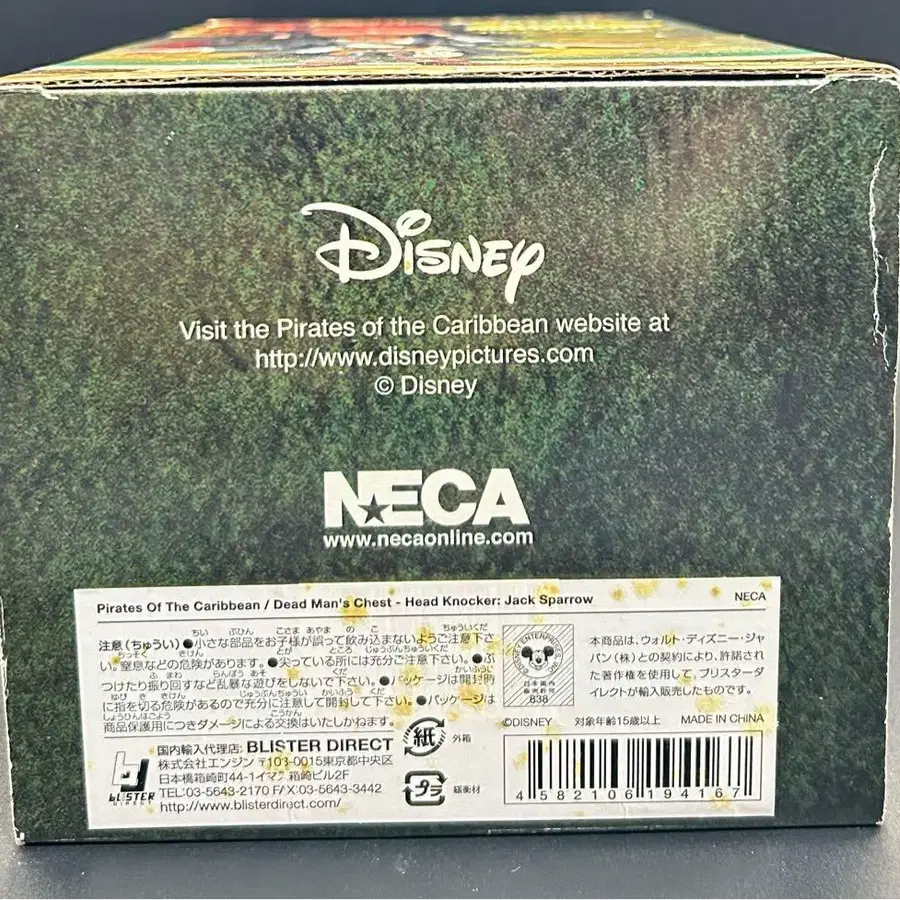 Disney
Visit the Pirates of the Caribbean website at
http://www.disneypictures.com
© Disney
NECA
www.necaonline.com
Pirates Of The Caribbean / Dead Man's Chest - Head Knocker: Jack Sparrow
NECA
注意(ちゅうい)●小さな部品をお子様が誤って飲み込まないようご注意下さ
い。窒息などの危険があります。●尖っている所には充分ご注意下さい。●ぶ
つけたり振り回すなど乱暴な遊びをしないで下さい。●パッケージは開封時
に指を切る危険があるので充分に注意して開封して下さい。●パッケージは
商品保護用につきダメージによる交換はいたしかねます。
国内輸入代理店: BLISTER DIRECT
株式会社エンジン 〒103-0015東京都中央区
日本橋箱崎町44-1イマス箱崎ビル2F
TEL:03-5643-2170 F/X:03-5643-3442
http://www.blisterdirect.com/
BLISTER
DIRECT
紙
外箱
プラ
緩衝材
ENTERPRISE
日本国内
販売許可
838
本商品は、ウォルト・ディズニー・ジャ
パン(株)との契約により、許諾され
た著作権を使用して、ブリスターダ
イレクトが輸入販売したものです。
©DISNEY 対象年齢15歳以上 MADE IN CHINA
4 582106 194167